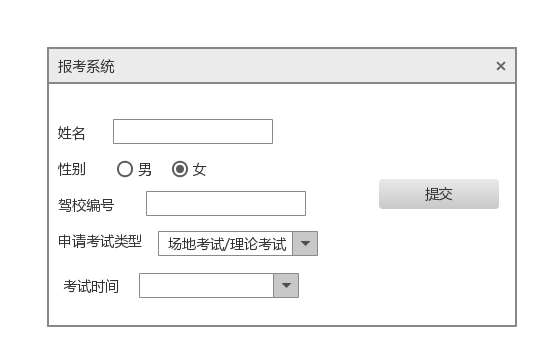 报考系统
姓名
性别 男 女
驾校编号
提交
申请考试类型 场地考试/理论考试
考试时间